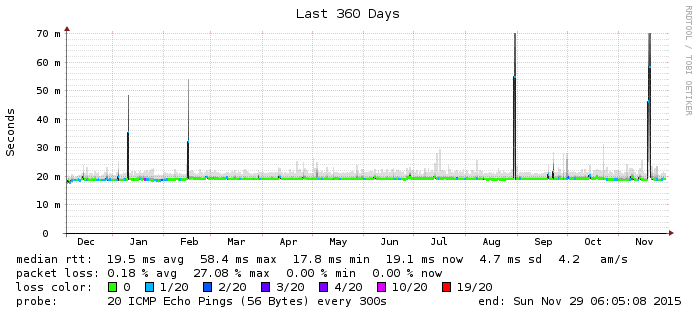 Last 360 Days
RRDTOOL / TOBI OETIKER
Seconds
70 m
60 m
50 m
40 m
30 m
20 m
10 m
0
Dec Jan Feb Mar Apr May Jun Jul Aug Sep Oct Nov
median rtt: 19.5 ms avg 58.4 ms max 17.8 ms min 19.1 ms now 4.7 ms sd 4.2 am/s
packet loss: 0.18 % avg 27.08 % max 0.00 % min 0.00 % now
loss color: 0 1/20 2/20 3/20 4/20 10/20 19/20
probe: 20 ICMP Echo Pings (56 Bytes) every 300s end: Sun Nov 29 06:05:08 2015